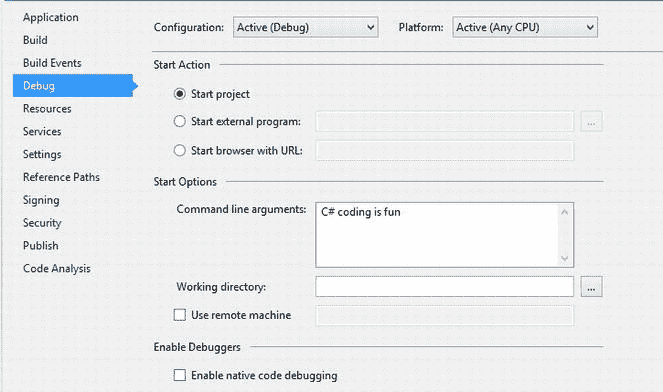 Application
Build
Build Events
Debug
Resources
Services
Settings
Reference Paths
Signing
Security
Publish
Code Analysis
Configuration: Active (Debug) Platform: Active (Any CPU)
Start Action
Start project
Start external program: ...
Start browser with URL:
Start Options
Command line arguments: C# coding is fun
Working directory: ...
Use remote machine
Enable Debuggers
Enable native code debugging